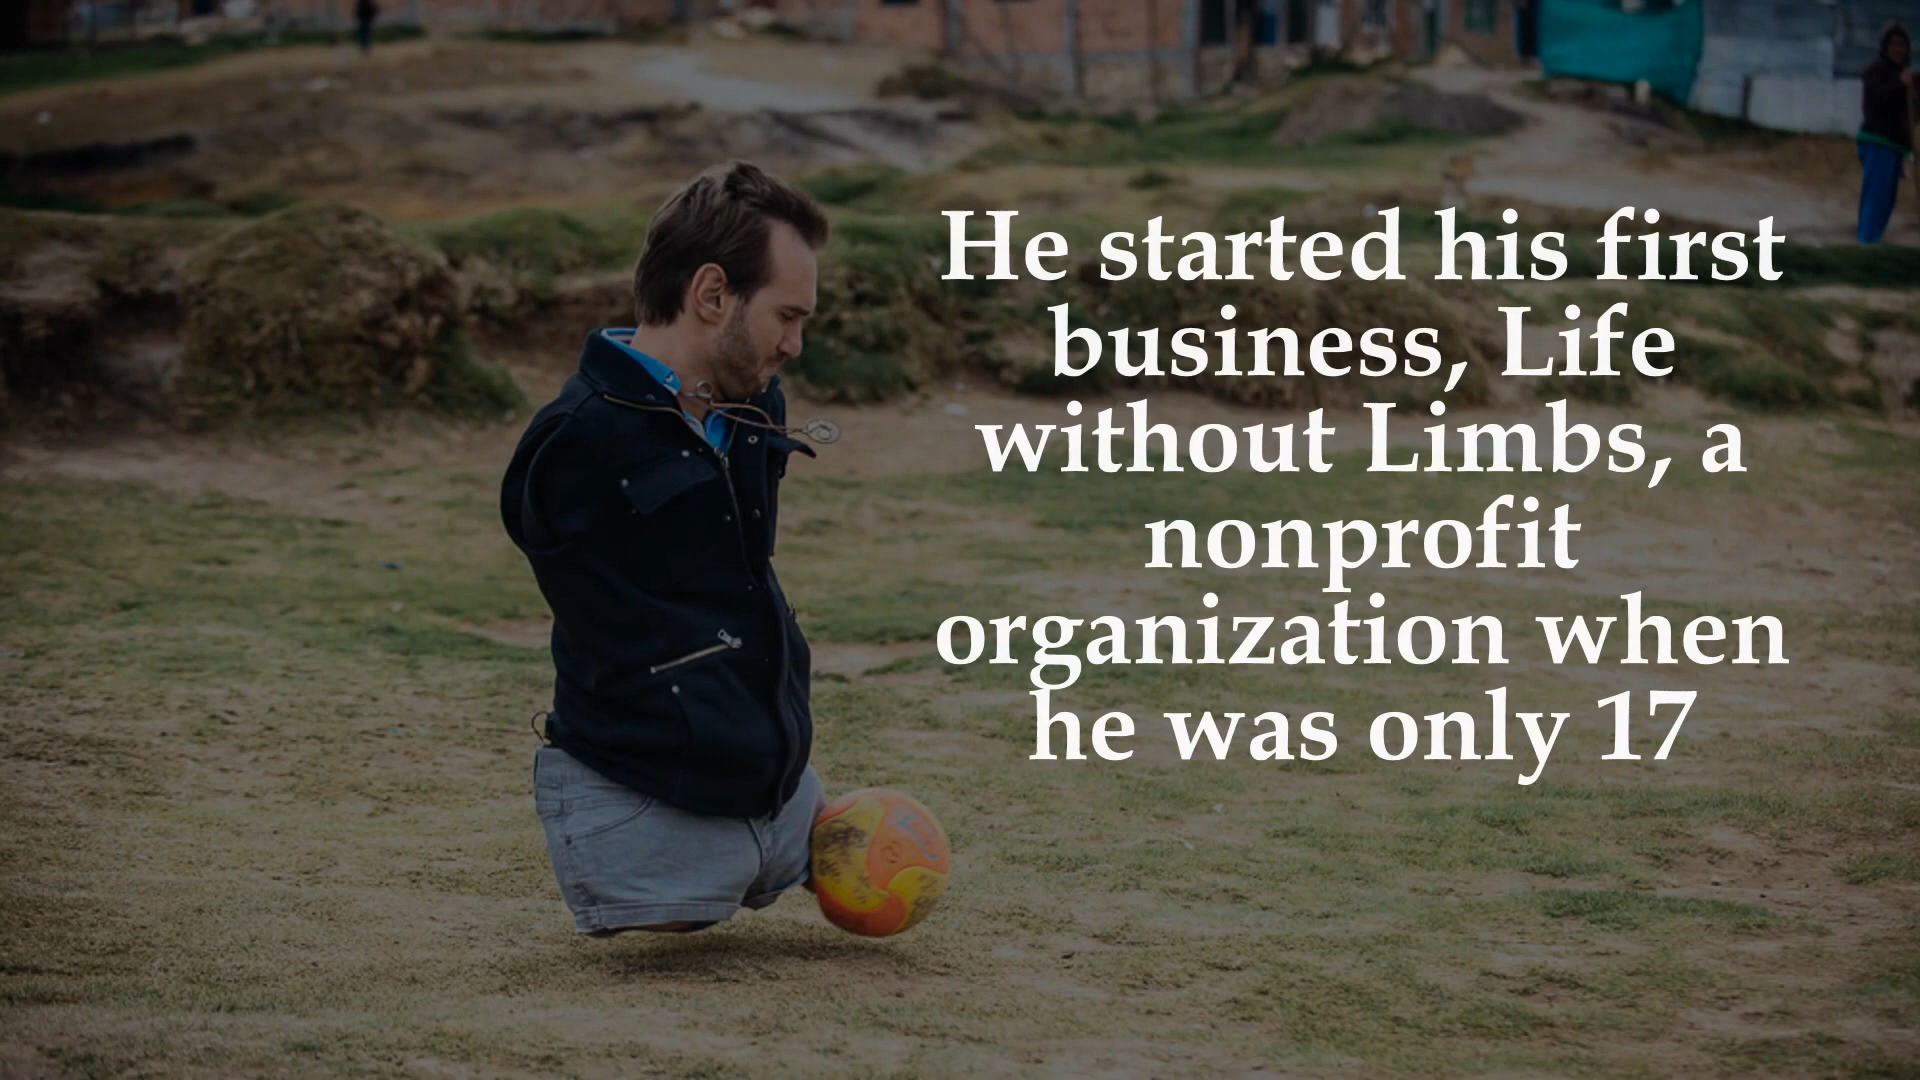 He started his first
business, Life
without Limbs, a
nonprofit
organization when
he was only 17